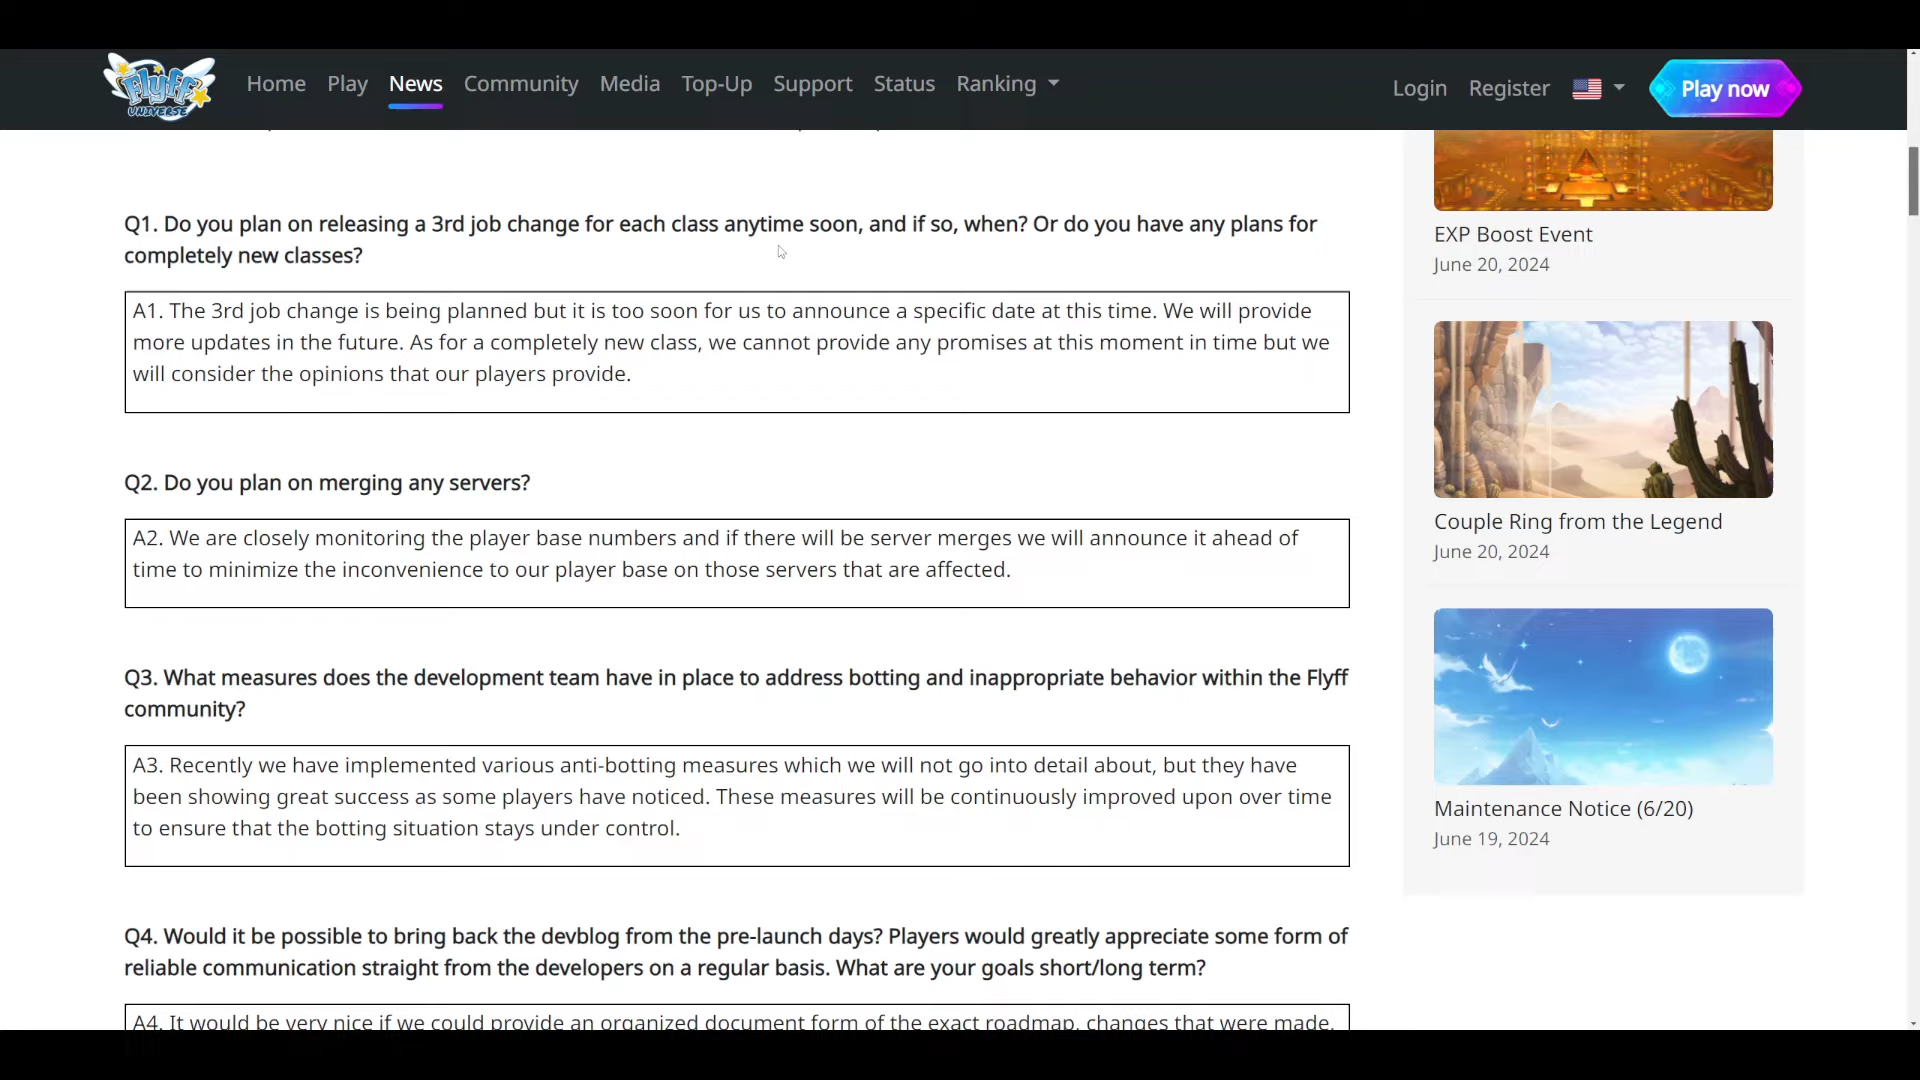 Flyff
UNIVERSE
Home Play News Community Media Top-Up Support Status Ranking
Login Register Play now
Q1. Do you plan on releasing a 3rd job change for each class anytime soon, and if so, when? Or do you have any plans for
completely new classes?
A1. The 3rd job change is being planned but it is too soon for us to announce a specific date at this time. We will provide
more updates in the future. As for a completely new class, we cannot provide any promises at this moment in time but we
will consider the opinions that our players provide.
Q2. Do you plan on merging any servers?
A2. We are closely monitoring the player base numbers and if there will be server merges we will announce it ahead of
time to minimize the inconvenience to our player base on those servers that are affected.
Q3. What measures does the development team have in place to address botting and inappropriate behavior within the Flyff
community?
A3. Recently we have implemented various anti-botting measures which we will not go into detail about, but they have
been showing great success as some players have noticed. These measures will be continuously improved upon over time
to ensure that the botting situation stays under control.
Q4. Would it be possible to bring back the devblog from the pre-launch days? Players would greatly appreciate some form of
reliable communication straight from the developers on a regular basis. What are your goals short/long term?
A4. It would be very nice if we could provide an organized document form of the exact roadmap, changes that were made,
EXP Boost Event
June 20, 2024
Couple Ring from the Legend
June 20, 2024
Maintenance Notice (6/20)
June 19, 2024